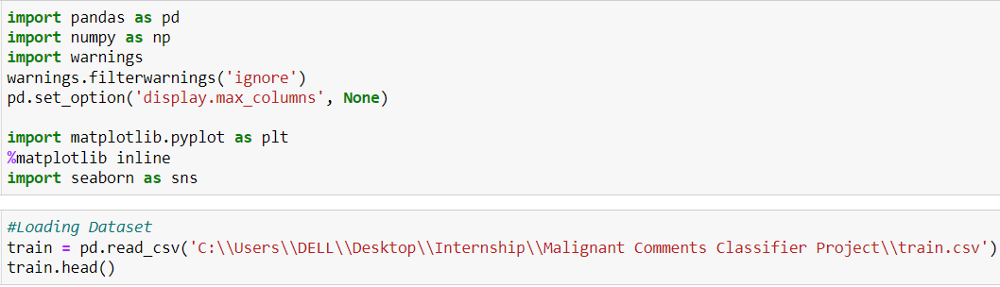 import pandas as pd
import numpy as np
import warnings
warnings.filterwarnings('ignore')
pd.set_option('display.max_columns', None)
import matplotlib.pyplot as plt
%matplotlib inline
import seaborn as sns
#Loading Dataset
train = pd.read_csv('C:\\Users\\DELL\\Desktop\\Internship\\Malignant Comments Classifier Project\\train.csv')
train.head()